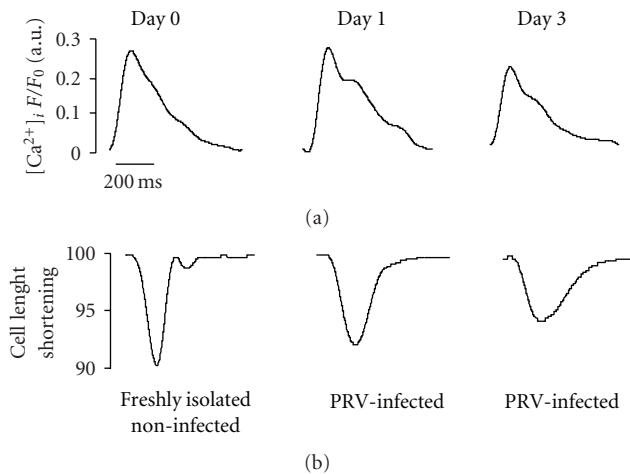 Day 0
Day 1
Day 3
[Ca²⁺]ᵢ F/F₀ (a.u.)
0.3
0.2
0.1
0
200 ms
(a)
Cell lenght
shortening
100
95
90
Freshly isolated
non-infected
PRV-infected
PRV-infected
(b)